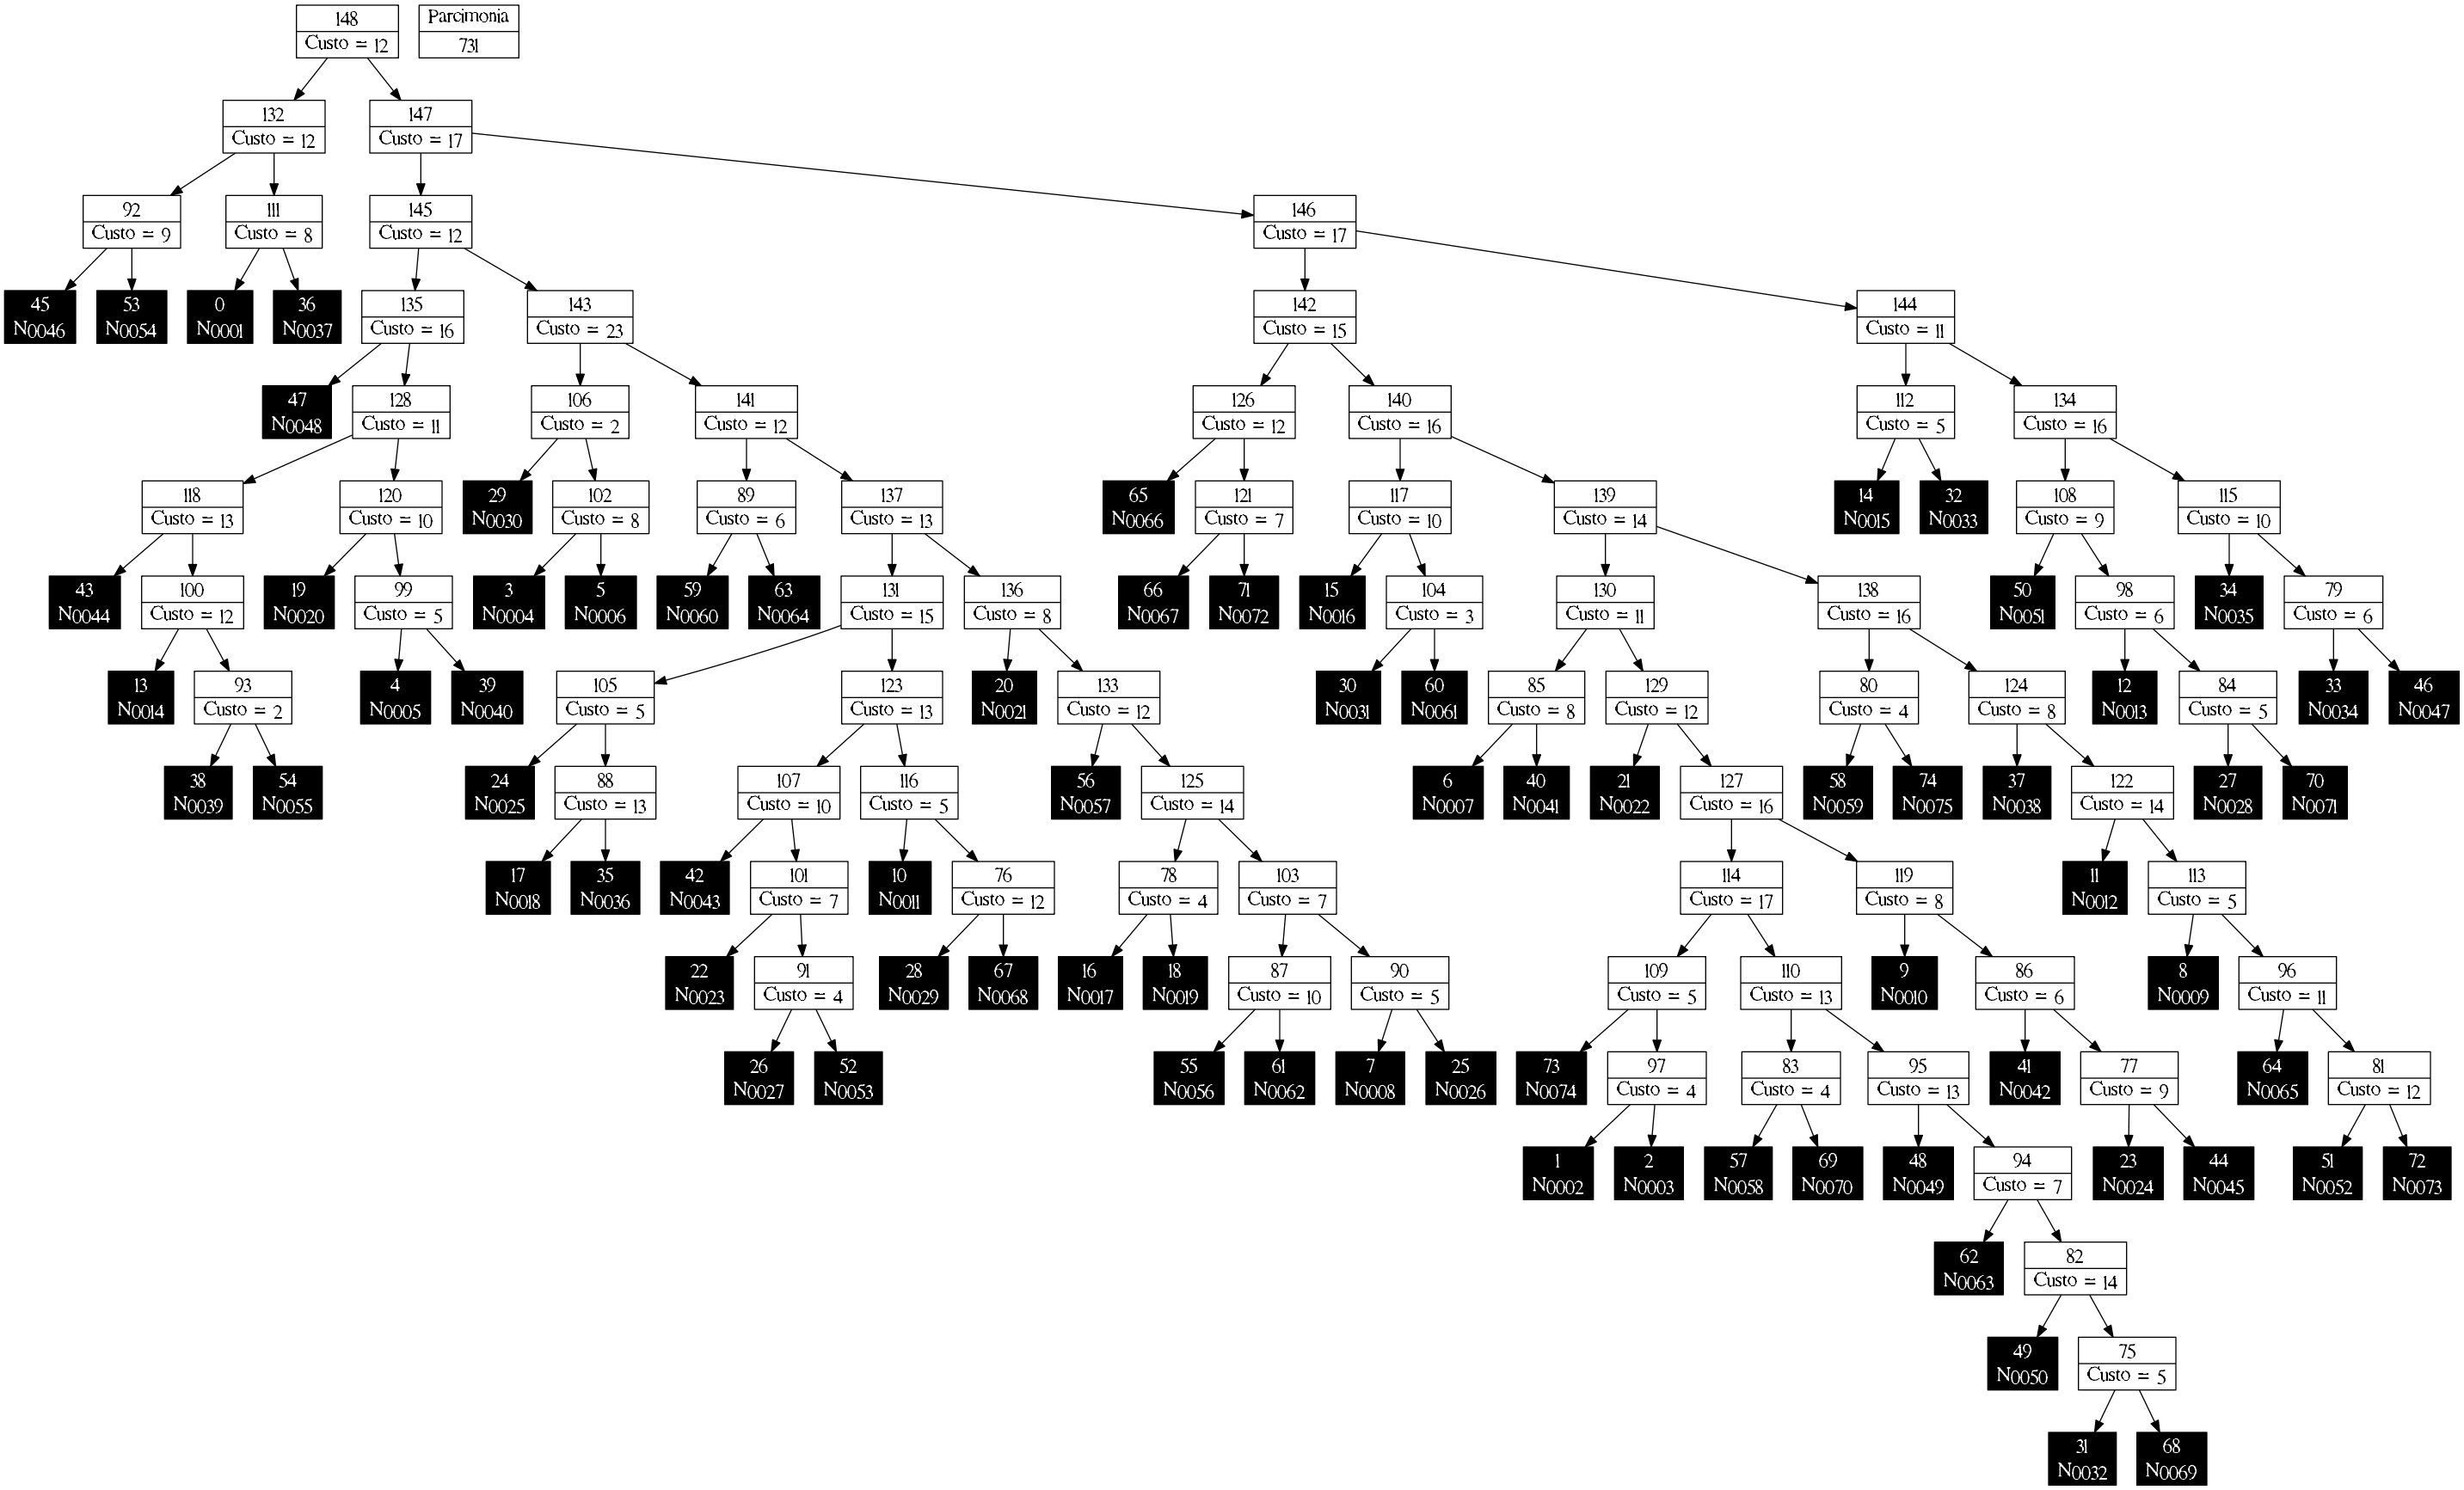 148
Custo = 12
Parcimonia
731
132
Custo = 12
147
Custo = 17
92
Custo = 9
111
Custo = 8
145
Custo = 12
146
Custo = 17
45
N0046
53
N0054
0
N0001
36
N0037
135
Custo = 16
143
Custo = 23
142
Custo = 15
144
Custo = 11
47
N0048
128
Custo = 11
106
Custo = 2
141
Custo = 12
126
Custo = 12
140
Custo = 16
112
Custo = 5
134
Custo = 16
118
Custo = 13
120
Custo = 10
29
N0030
102
Custo = 8
89
Custo = 6
137
Custo = 13
65
N0066
121
Custo = 7
117
Custo = 10
139
Custo = 14
14
N0015
32
N0033
108
Custo = 9
115
Custo = 10
43
N0044
100
Custo = 12
19
N0020
99
Custo = 5
3
N0004
5
N0006
59
N0060
63
N0064
131
Custo = 15
136
Custo = 8
66
N0067
71
N0072
15
N0016
104
Custo = 3
130
Custo = 11
138
Custo = 16
50
N0051
98
Custo = 6
34
N0035
79
Custo = 6
13
N0014
93
Custo = 2
4
N0005
39
N0040
105
Custo = 5
123
Custo = 13
20
N0021
133
Custo = 12
30
N0031
60
N0061
85
Custo = 8
129
Custo = 12
80
Custo = 4
124
Custo = 8
12
N0013
84
Custo = 5
33
N0034
46
N0047
38
N0039
54
N0055
24
N0025
88
Custo = 13
107
Custo = 10
116
Custo = 5
56
N0057
125
Custo = 14
6
N0007
40
N0041
21
N0022
127
Custo = 16
58
N0059
74
N0075
37
N0038
122
Custo = 14
27
N0028
70
N0071
17
N0018
35
N0036
42
N0043
101
Custo = 7
10
N0011
76
Custo = 12
78
Custo = 4
103
Custo = 7
114
Custo = 17
119
Custo = 8
11
N0012
113
Custo = 5
22
N0023
91
Custo = 4
28
N0029
67
N0068
16
N0017
18
N0019
87
Custo = 10
90
Custo = 5
109
Custo = 5
110
Custo = 13
9
N0010
86
Custo = 6
8
N0009
96
Custo = 11
26
N0027
52
N0053
55
N0056
61
N0062
7
N0008
25
N0026
73
N0074
97
Custo = 4
83
Custo = 4
95
Custo = 13
41
N0042
77
Custo = 9
64
N0065
81
Custo = 12
1
N0002
2
N0003
57
N0058
69
N0070
48
N0049
94
Custo = 7
23
N0024
44
N0045
51
N0052
72
N0073
62
N0063
82
Custo = 14
49
N0050
75
Custo = 5
31
N0032
68
N0069